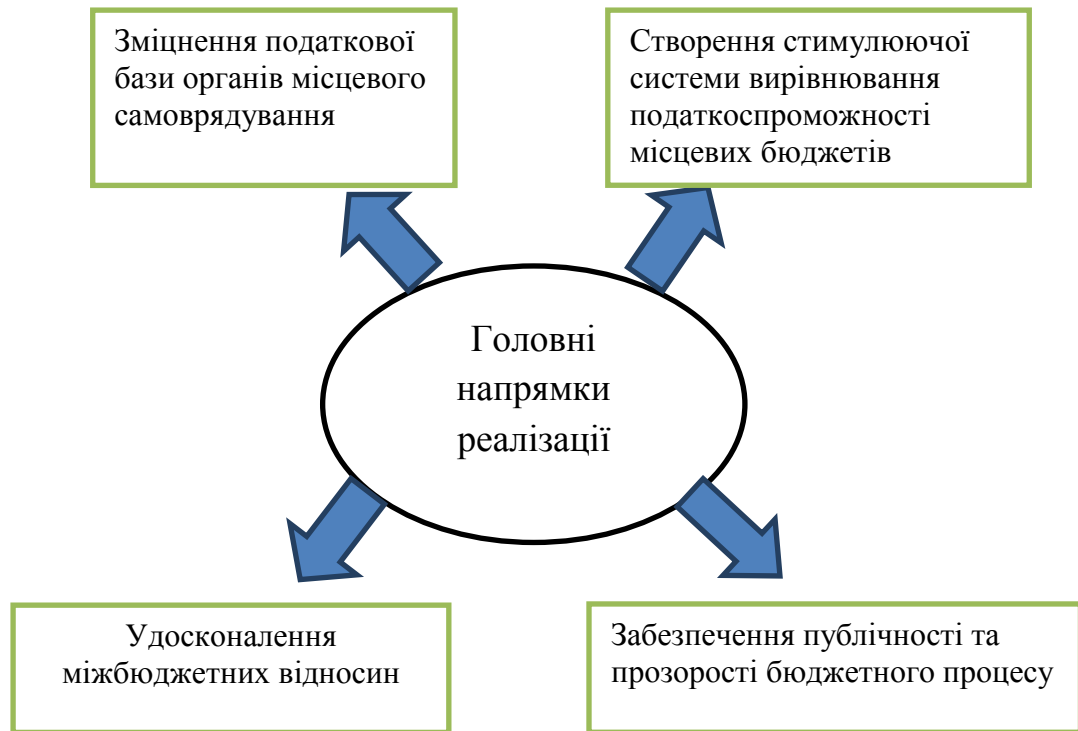 Зміцнення податкової
бази органів місцевого
самоврядування
Створення стимулюючої
системи вирівнювання
податкоспроможності
місцевих бюджетів
Головні
напрямки
реалізації
Удосконалення
міжбюджетних відносин
Забезпечення публічності та
прозорості бюджетного процесу